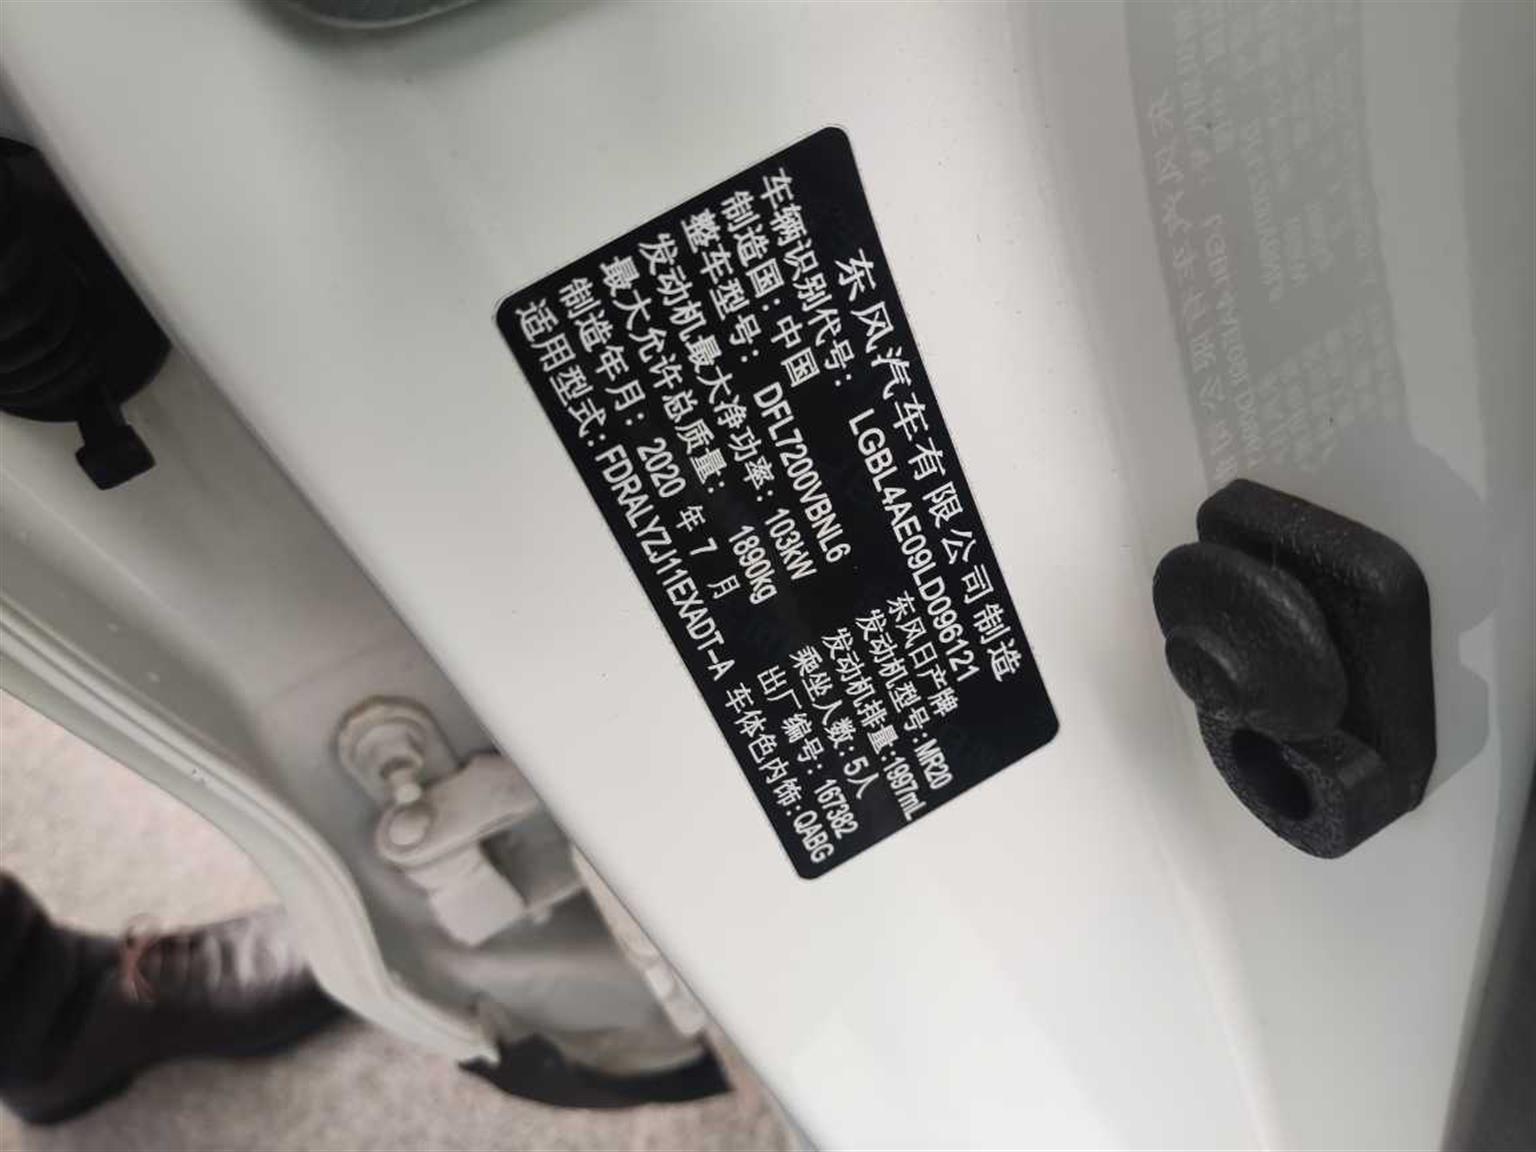 东风汽车有限公司制造
车辆识别代号: LGBL4AE09LD096121
制造国: 中国 东风日产牌
整车型号: DFL7200VBNL6 发动机型号: MR20
发动机最大净功率: 103kW 发动机排量: 1997mL
最大允许总质量: 1890kg 乘坐人数: 5人
制造年月: 2020 年 7 月 出厂编号: 167382
适用型式: FDRALYZJ11EXADT-A 车体色内饰: QABG